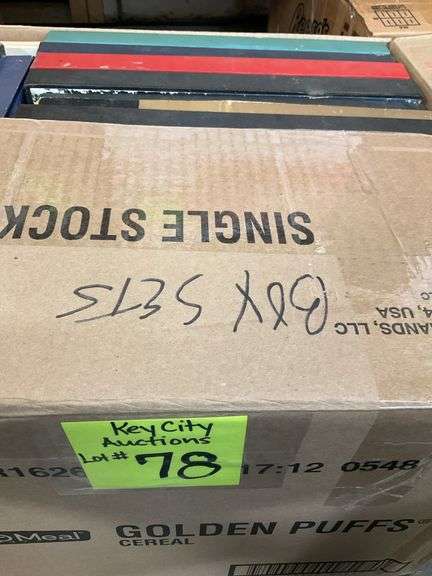 SINGLE STOCK
BOX SETS
ANDS, LLC
4, USA
Key City
Auctions
Lot# 78
17:12 0548
Meal
GOLDEN PUFFS
CEREAL